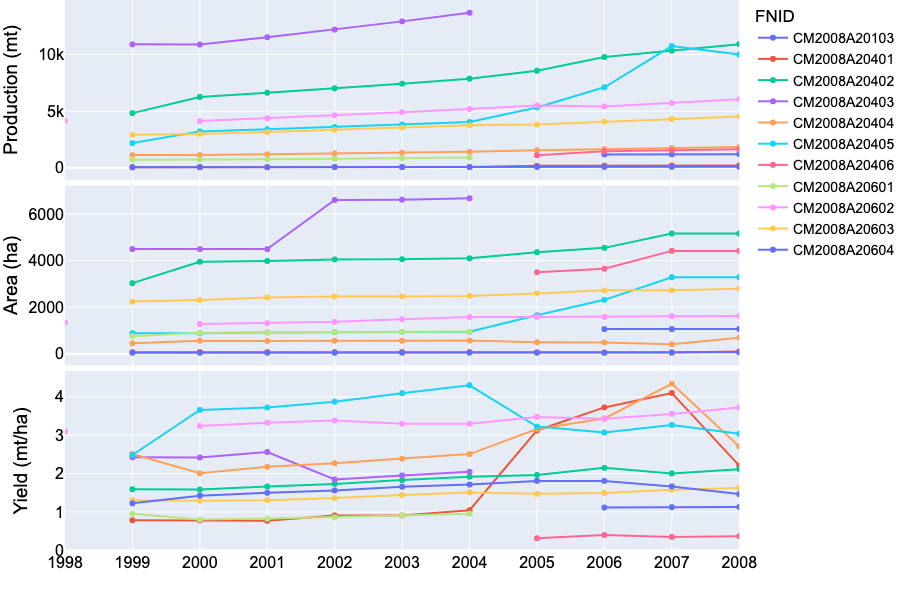 FNID
CM2008A20103
CM2008A20401
CM2008A20402
CM2008A20403
CM2008A20404
CM2008A20405
CM2008A20406
CM2008A20601
CM2008A20602
CM2008A20603
CM2008A20604
Production (mt)
10k
5k
0
Area (ha)
6000
4000
2000
0
Yield (mt/ha)
4
3
2
1
0
1998 1999 2000 2001 2002 2003 2004 2005 2006 2007 2008